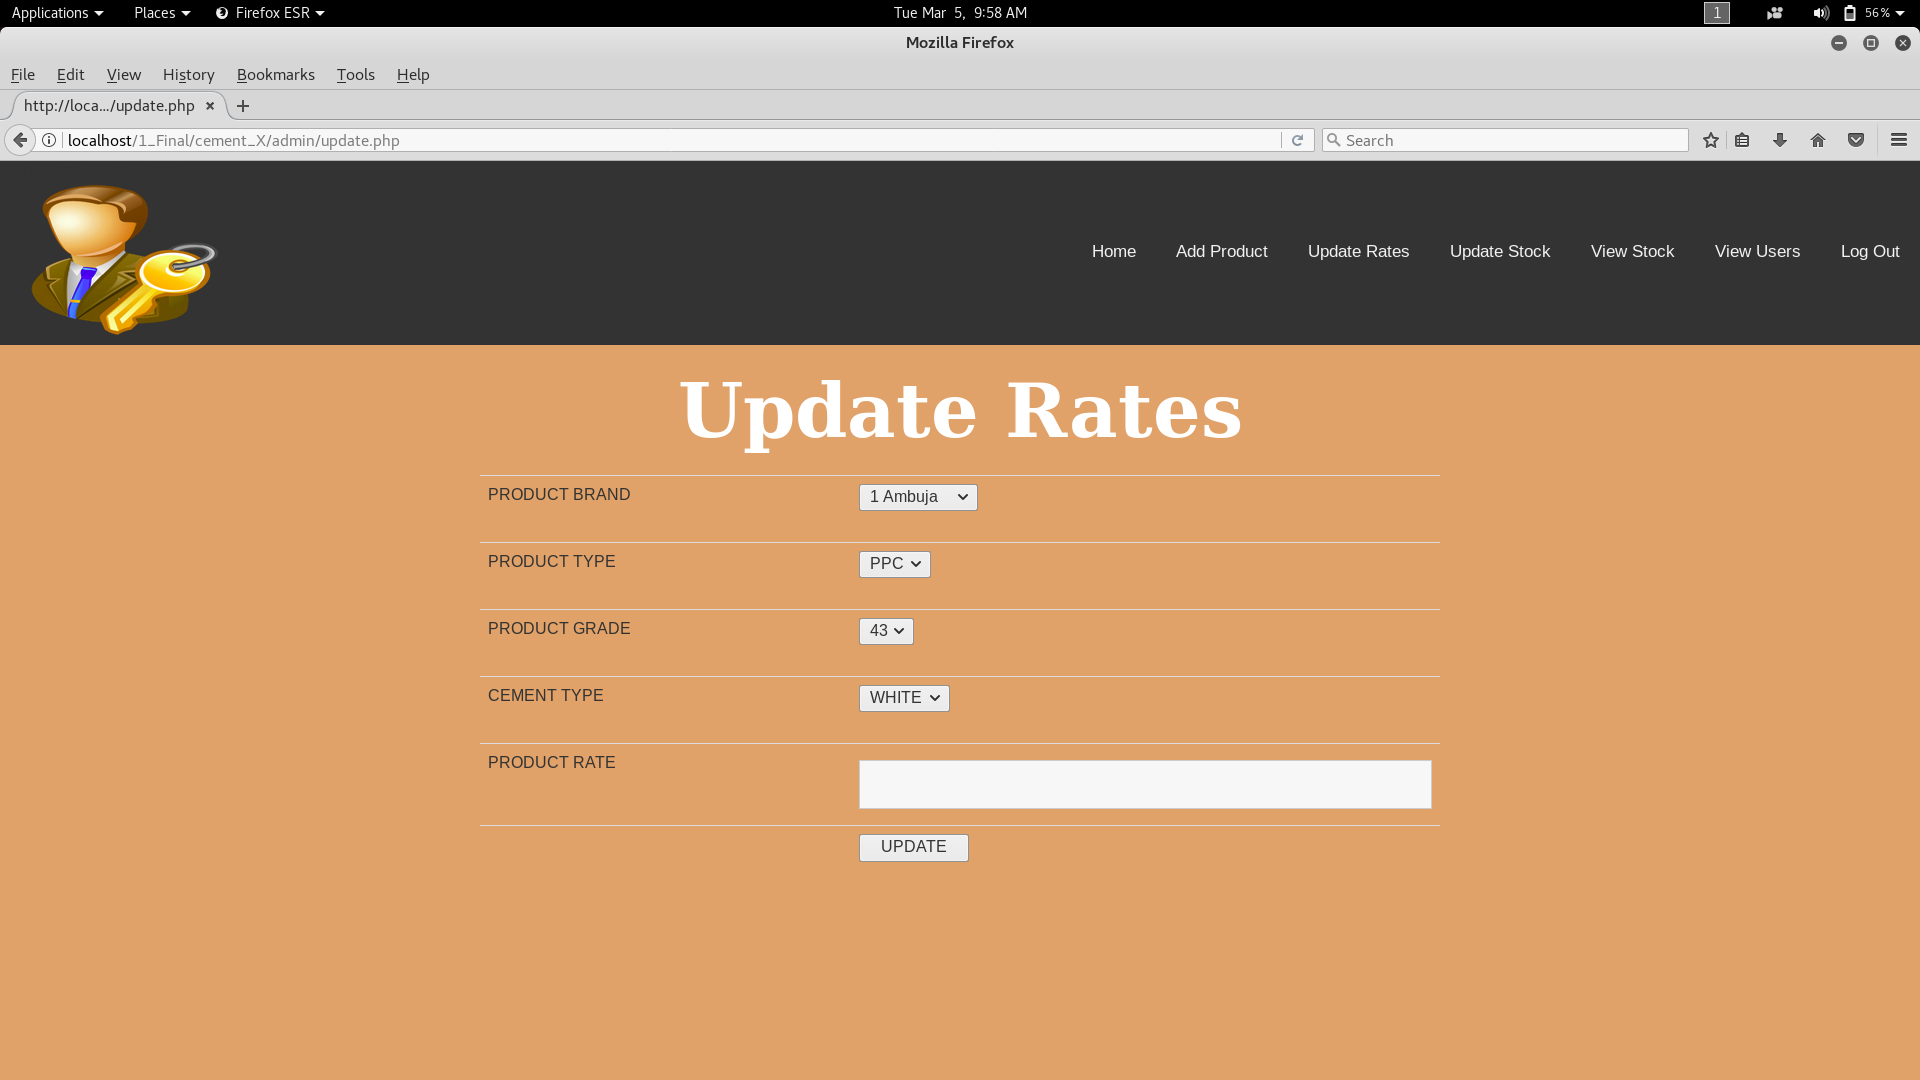 Applications Places Firefox ESR Tue Mar 5, 9:58 AM 1 56%
Mozilla Firefox
File Edit View History Bookmarks Tools Help
http://loca.../update.php
localhost/1_Final/cement_X/admin/update.php Search
Home Add Product Update Rates Update Stock View Stock View Users Log Out
Update Rates
PRODUCT BRAND 1 Ambuja
PRODUCT TYPE PPC
PRODUCT GRADE 43
CEMENT TYPE WHITE
PRODUCT RATE
UPDATE